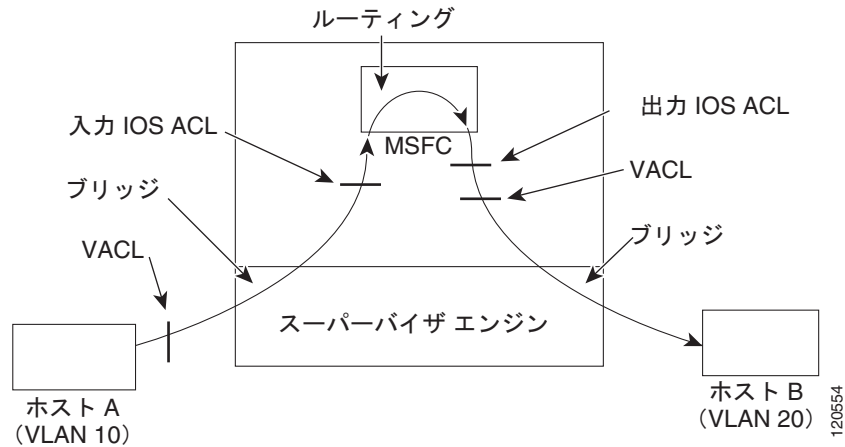 ルーティング
入力 IOS ACL
MSFC
出力 IOS ACL
VACL
ブリッジ
ブリッジ
VACL
スーパーバイザ エンジン
ホスト A
(VLAN 10)
ホスト B
(VLAN 20)
120554